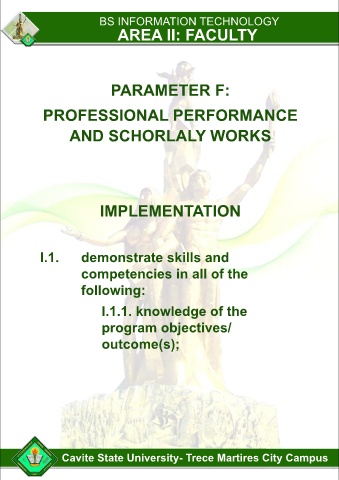 BS INFORMATION TECHNOLOGY
AREA II: FACULTY
PARAMETER F:
PROFESSIONAL PERFORMANCE
AND SCHORLALY WORKS
IMPLEMENTATION
I.1. demonstrate skills and
competencies in all of the
following:
I.1.1. knowledge of the
program objectives/
outcome(s);
Cavite State University- Trece Martires City Campus